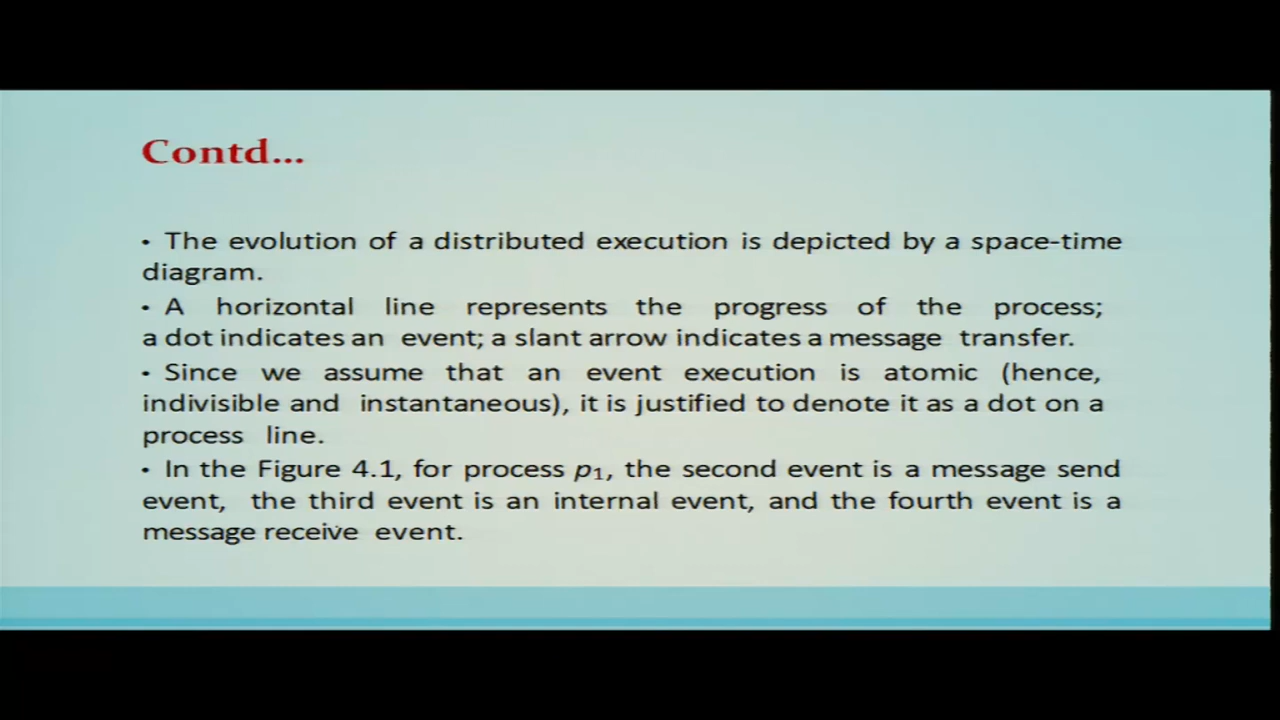 Contd...
• The evolution of a distributed execution is depicted by a space-time
diagram.
• A horizontal line represents the progress of the process;
a dot indicates an event; a slant arrow indicates a message transfer.
• Since we assume that an event execution is atomic (hence,
indivisible and instantaneous), it is justified to denote it as a dot on a
process line.
• In the Figure 4.1, for process p₁, the second event is a message send
event, the third event is an internal event, and the fourth event is a
message receive event.